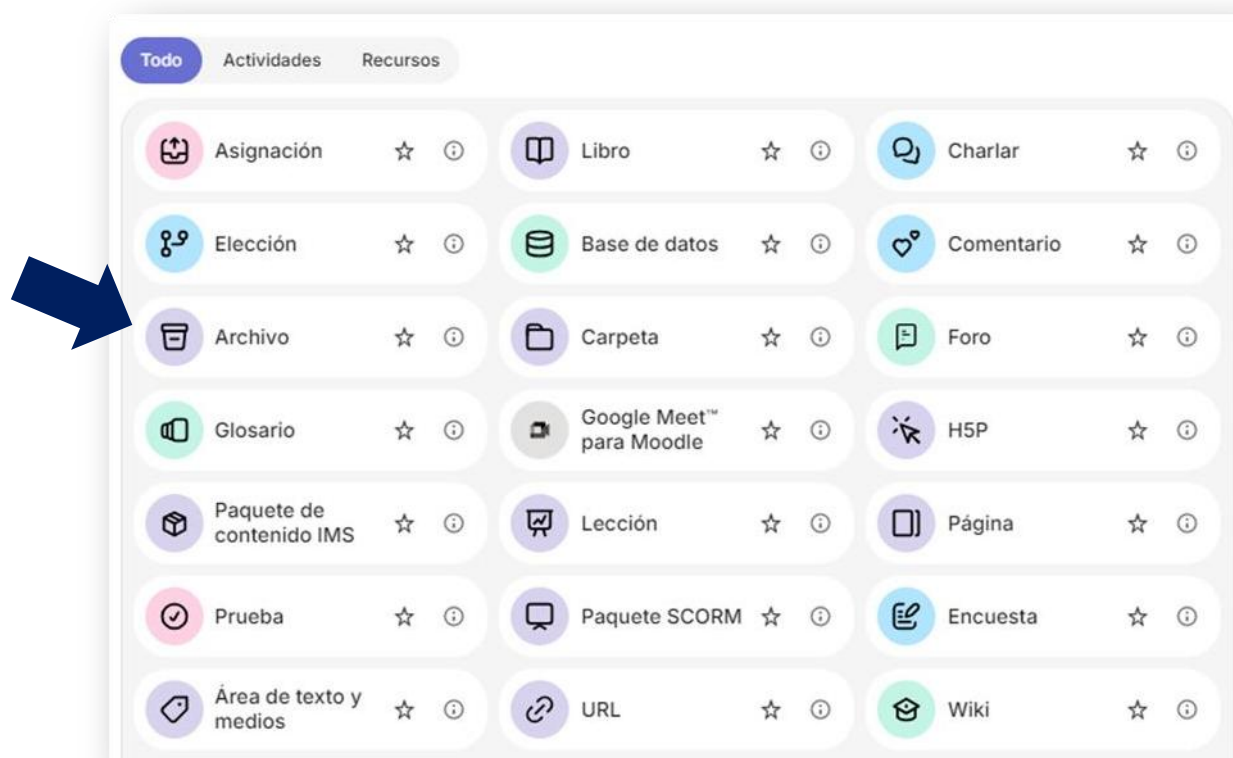 Todo Actividades Recursos
Asignación Libro Charlar
Elección Base de datos Comentario
Archivo Carpeta Foro
Glosario Google Meet™ para Moodle H5P
Paquete de contenido IMS Lección Página
Prueba Paquete SCORM Encuesta
Área de texto y medios URL Wiki